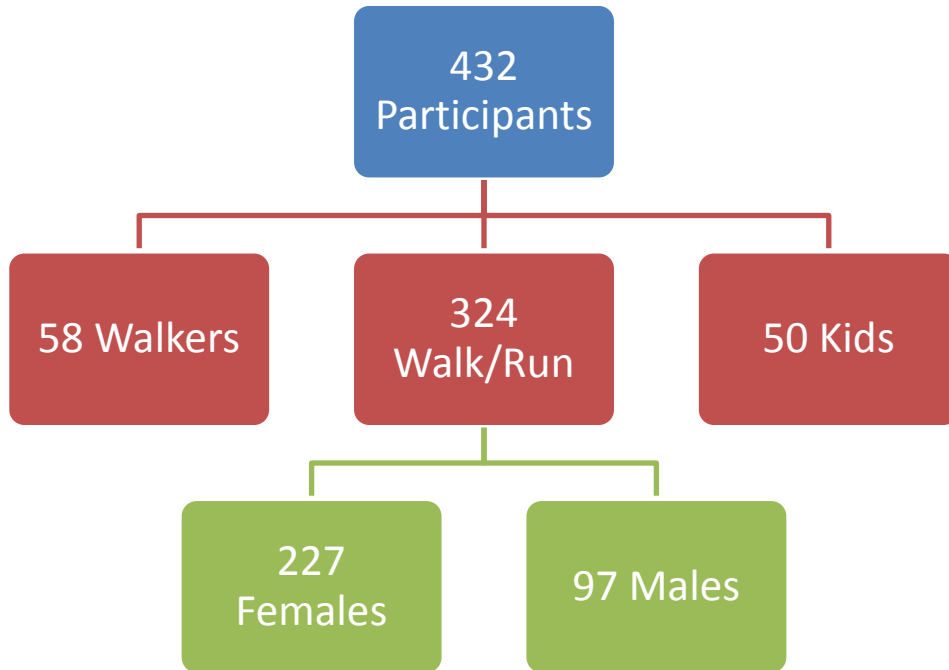 432
Participants
58 Walkers
324
Walk/Run
50 Kids
227
Females
97 Males